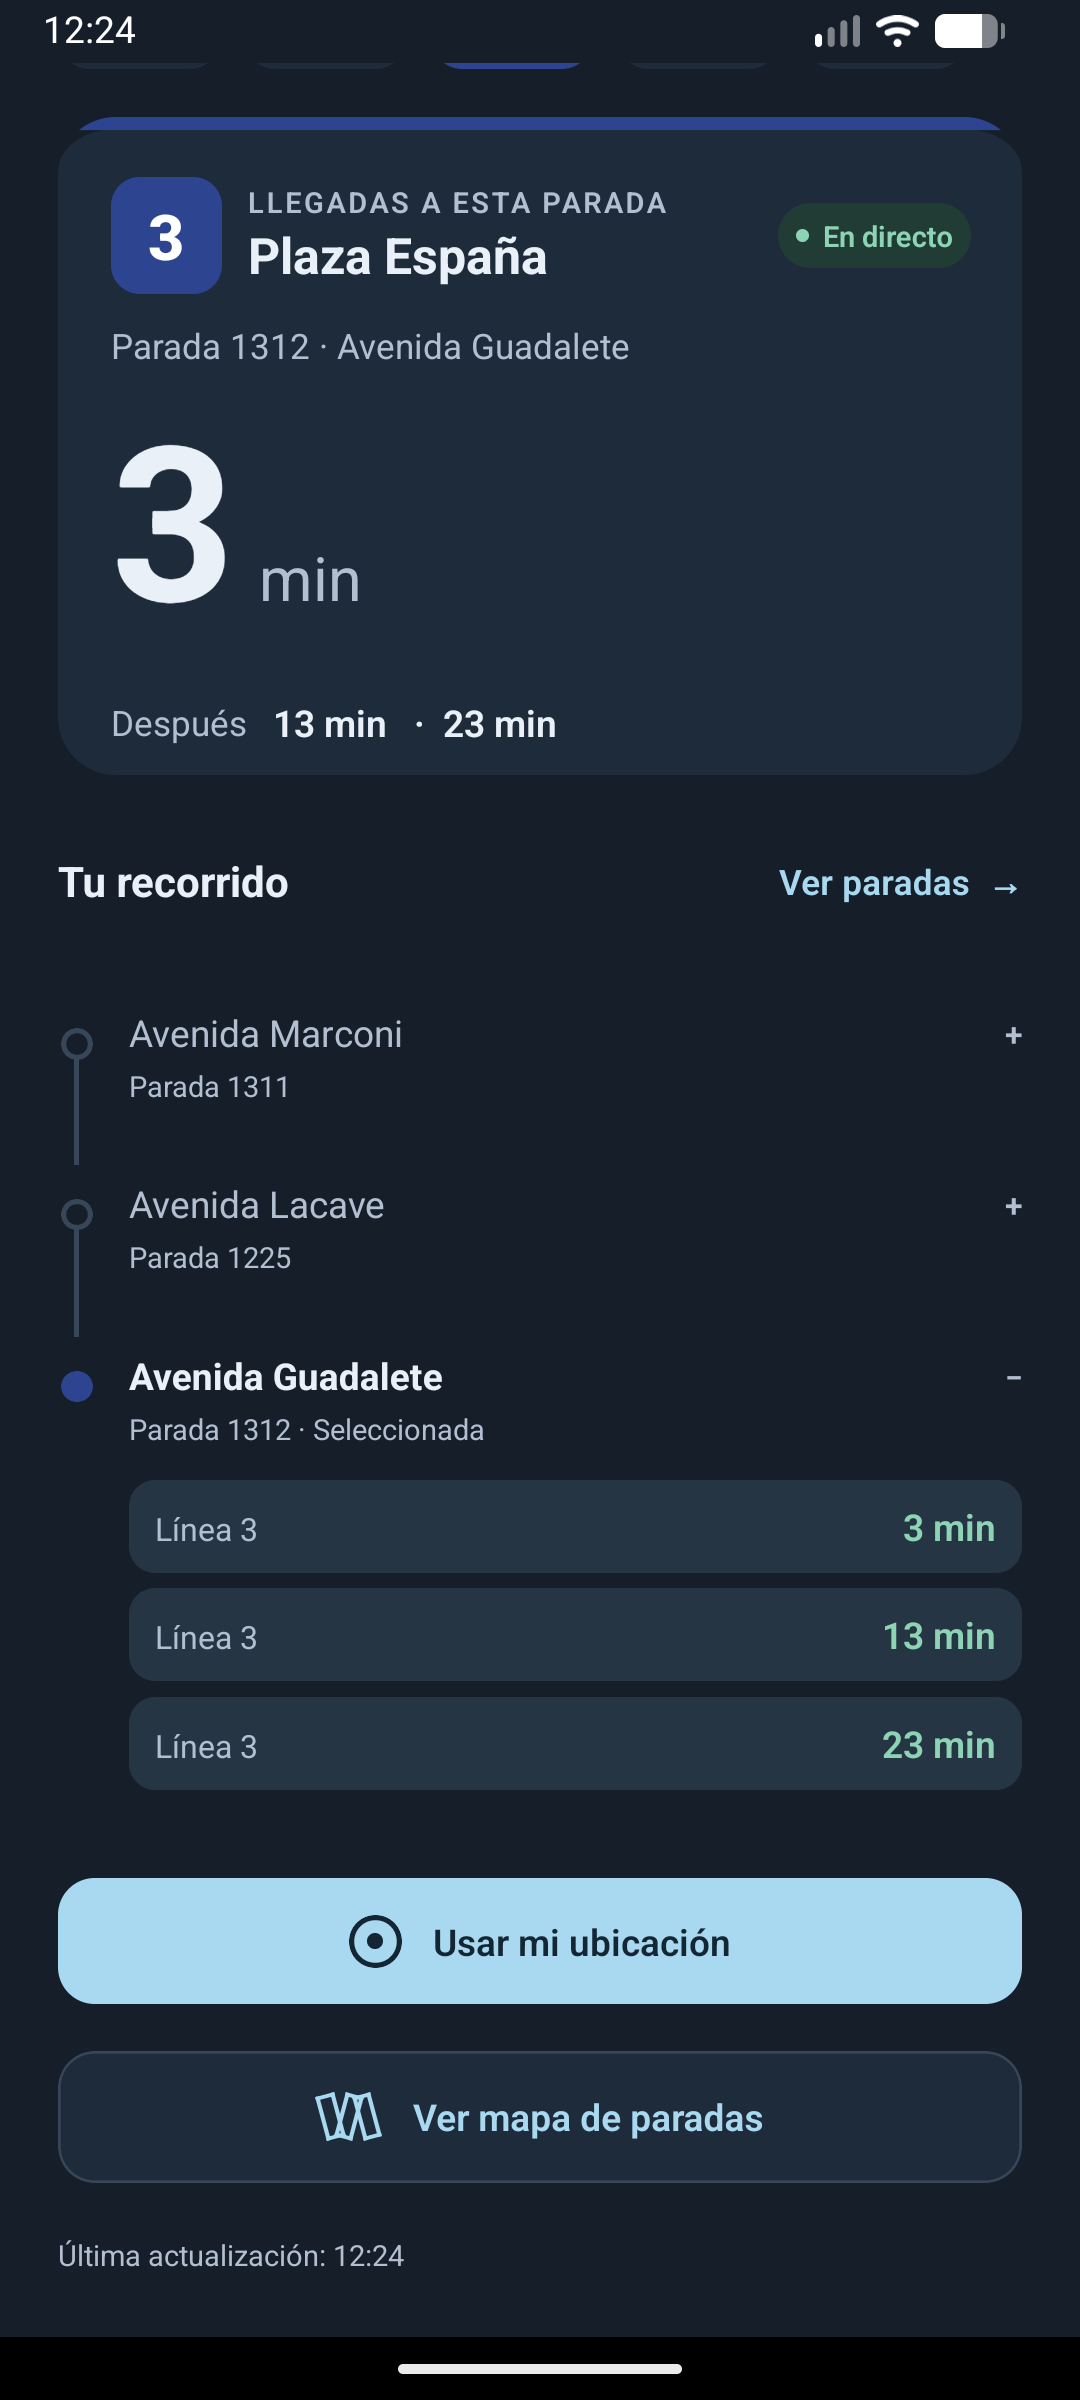 12:24
3
LLEGADAS A ESTA PARADA
Plaza España
En directo
Parada 1312 · Avenida Guadalete
3 min
Después 13 min · 23 min
Tu recorrido
Ver paradas →
Avenida Marconi +
Parada 1311
Avenida Lacave +
Parada 1225
Avenida Guadalete −
Parada 1312 · Seleccionada
Línea 3 3 min
Línea 3 13 min
Línea 3 23 min
Usar mi ubicación
Ver mapa de paradas
Última actualización: 12:24